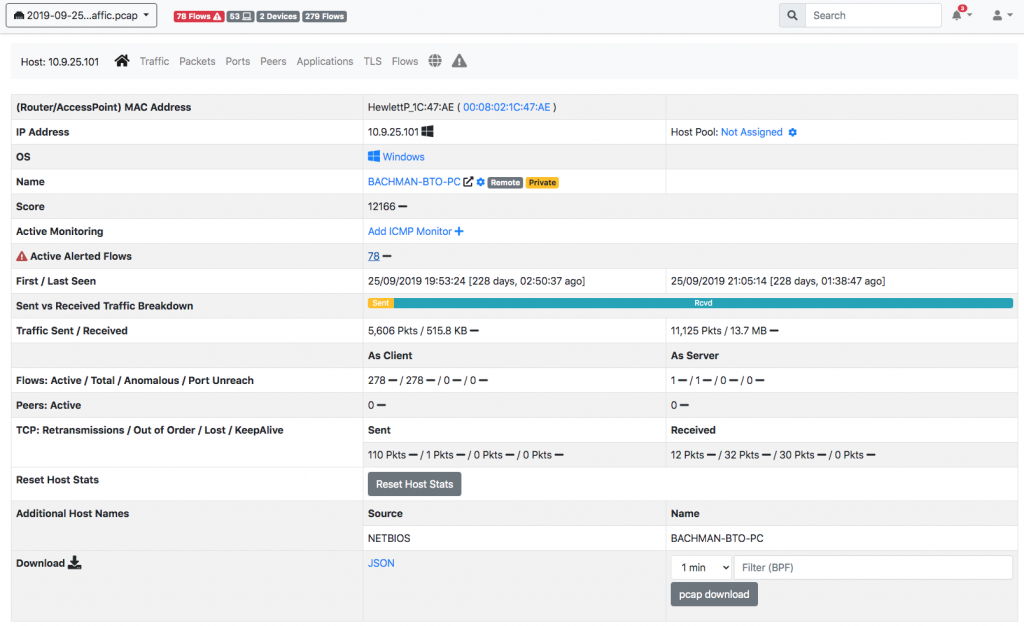 2019-09-25...affic.pcap 78 Flows 53 2 Devices 279 Flows Search 3
Host: 10.9.25.101 Traffic Packets Ports Peers Applications TLS Flows
(Router/AccessPoint) MAC Address HewlettP_1C:47:AE ( 00:08:02:1C:47:AE )
IP Address 10.9.25.101 Host Pool: Not Assigned
OS Windows
Name BACHMAN-BTO-PC Remote Private
Score 12166
Active Monitoring Add ICMP Monitor
Active Alerted Flows 78
First / Last Seen 25/09/2019 19:53:24 [228 days, 02:50:37 ago] 25/09/2019 21:05:14 [228 days, 01:38:47 ago]
Sent vs Received Traffic Breakdown Sent Rcvd
Traffic Sent / Received 5,606 Pkts / 515.8 KB 11,125 Pkts / 13.7 MB
As Client As Server
Flows: Active / Total / Anomalous / Port Unreach 278 / 278 / 0 / 0 1 / 1 / 0 / 0
Peers: Active 0 0
TCP: Retransmissions / Out of Order / Lost / KeepAlive Sent Received
110 Pkts / 1 Pkts / 0 Pkts / 0 Pkts 12 Pkts / 32 Pkts / 30 Pkts / 0 Pkts
Reset Host Stats Reset Host Stats
Additional Host Names Source Name
NETBIOS BACHMAN-BTO-PC
Download JSON 1 min Filter (BPF)
pcap download